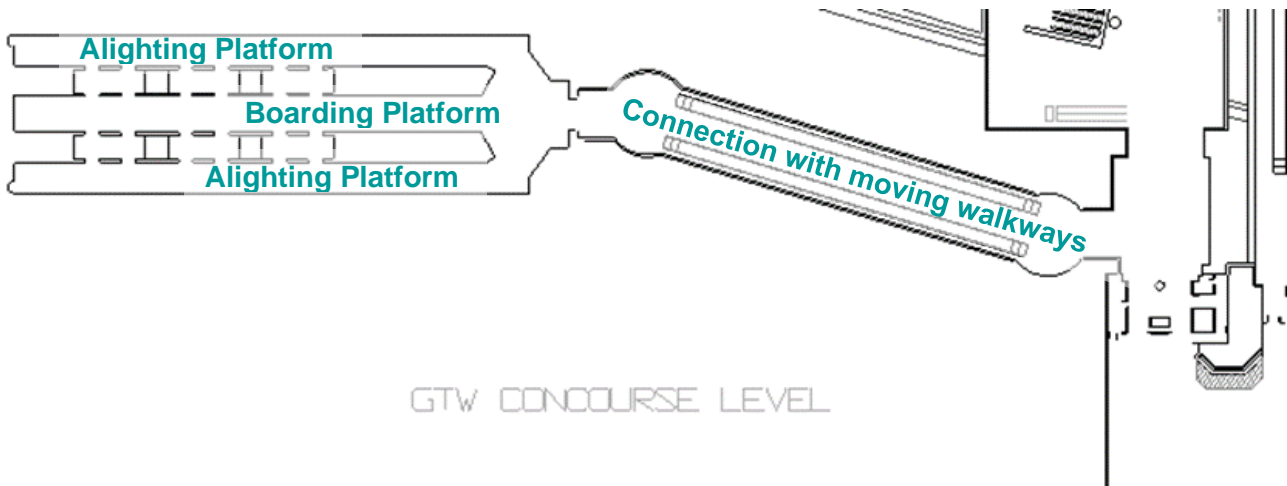 Alighting Platform
Boarding Platform
Alighting Platform
Connection with moving walkways
GTW CONCOURSE LEVEL